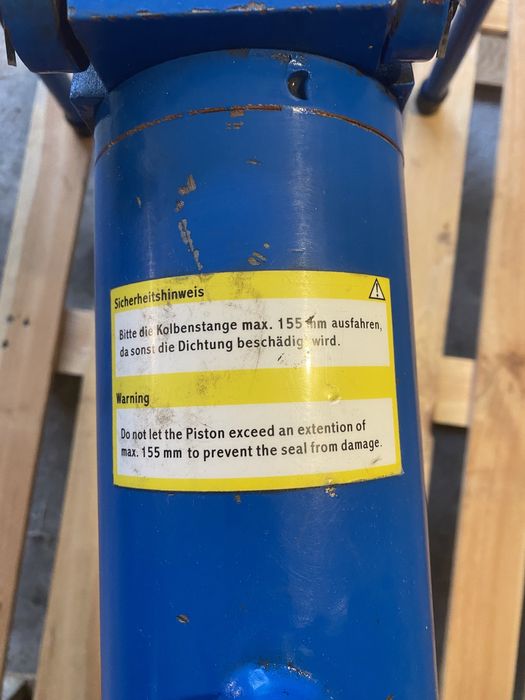 Sicherheitshinweis
Bitte die Kolbenstange max. 155 mm ausfahren,
da sonst die Dichtung beschädigt wird.
Warning
Do not let the Piston exceed an extention of
max. 155 mm to prevent the seal from damage.